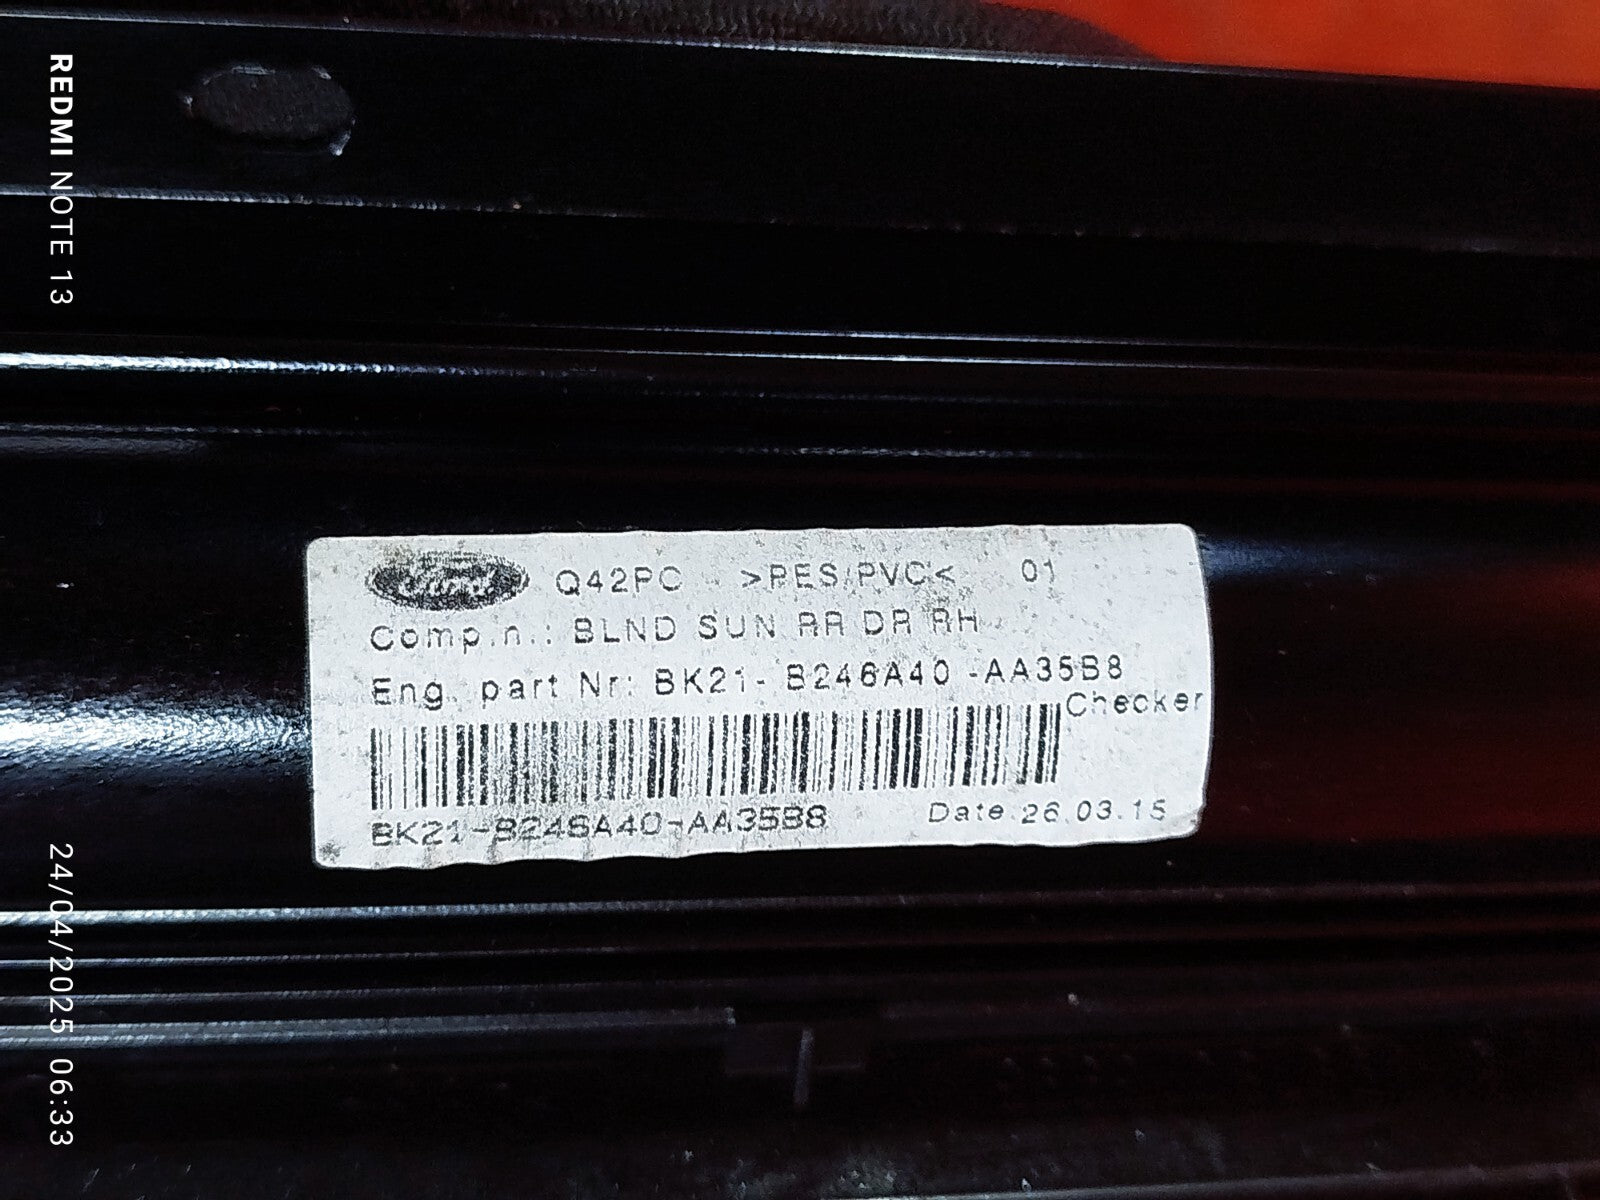 REDMI NOTE 13
24/04/2025 06:33
Ford Q42PC >PES/PVC< 01
Comp.n.: BLND SUN RR DR RH
Eng. part Nr: BK21- B246A40 -AA35B8
Checker
BK21-B246A40-AA35B8 Date.26.03.15